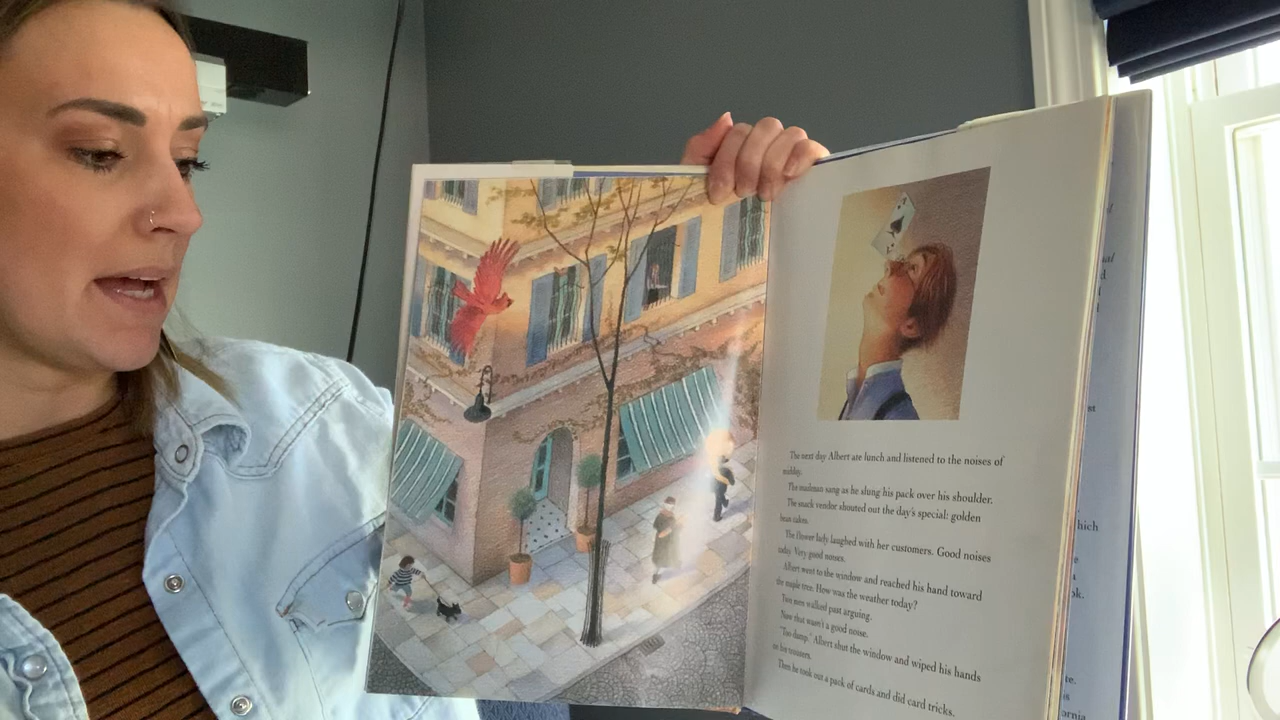 The next day Albert ate lunch and listened to the noises of
midday.
The mailman sang as he slung his pack over his shoulder.
The snack vendor shouted out the day's special: golden
bean cakes.
The flower lady laughed with her customers. Good noises
today. Very good noises.
Albert went to the window and reached his hand toward
the maple tree. How was the weather today?
Two men walked past arguing.
Now that wasn't a good noise.
"Too damp." Albert shut the window and wiped his hands
on his trousers.
Then he took out a pack of cards and did card tricks.
hich
ok.
te.
is
ornia